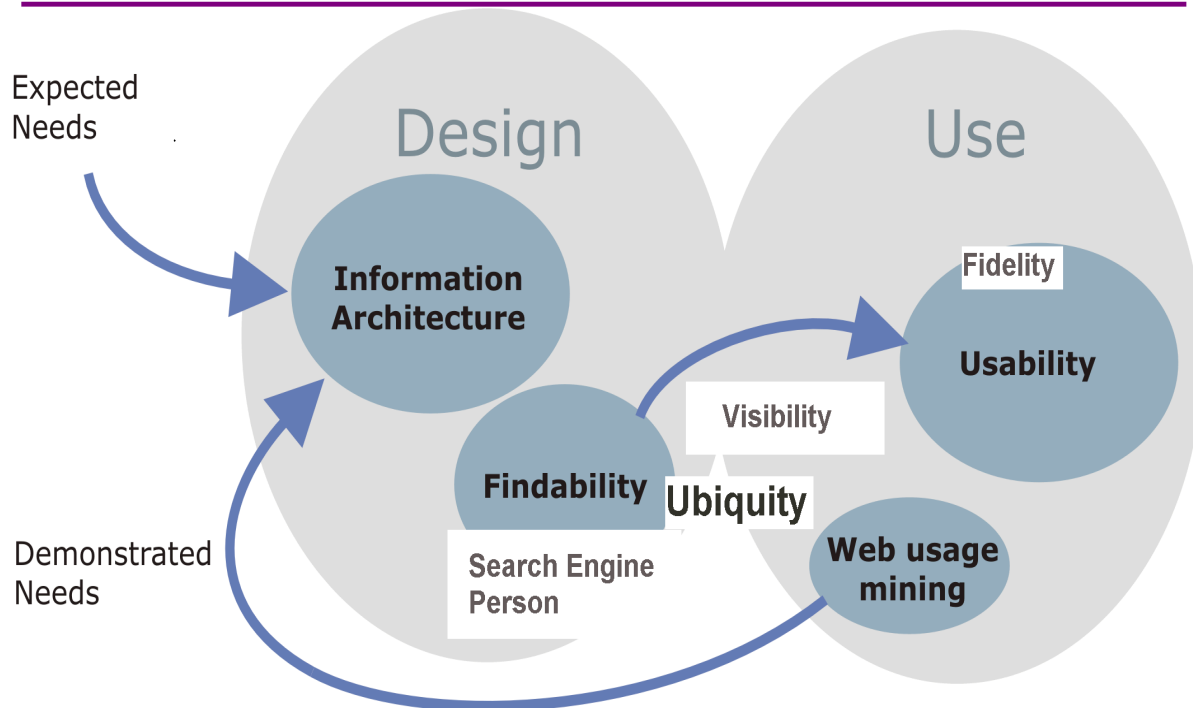 Expected
Needs
Design
Use
Information
Architecture
Fidelity
Usability
Visibility
Findability
Ubiquity
Search Engine
Person
Web usage
mining
Demonstrated
Needs